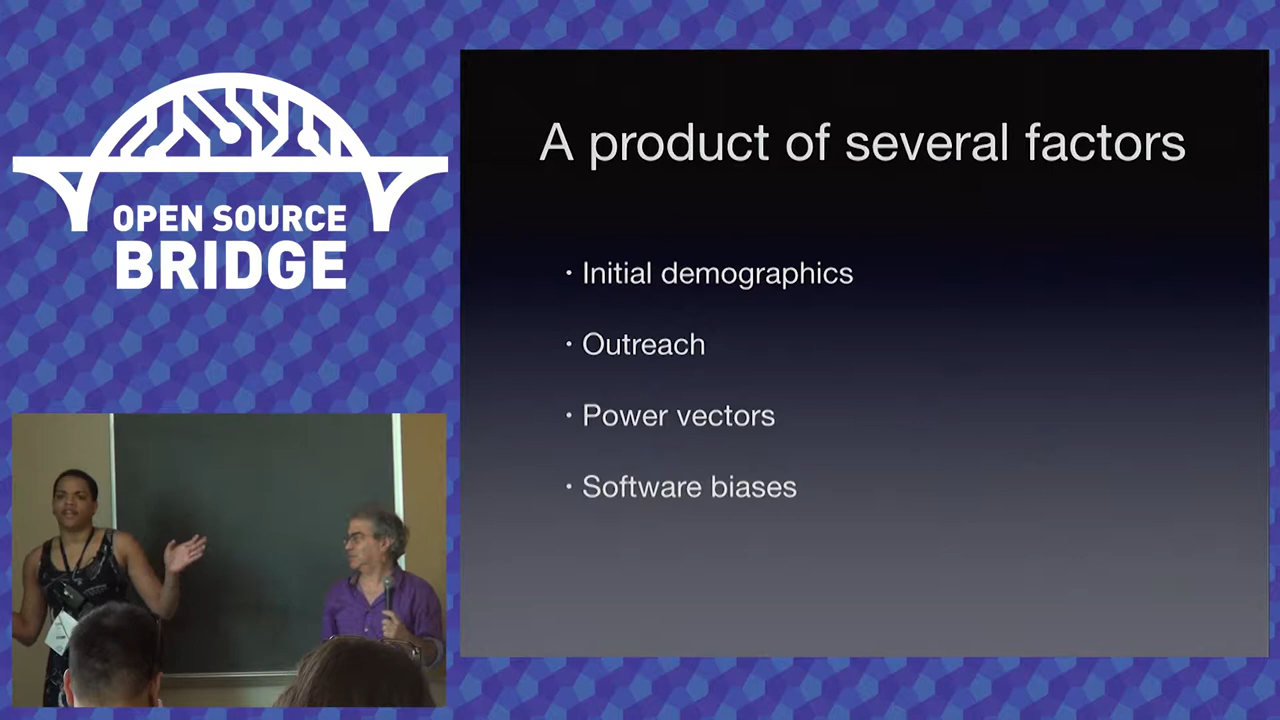 OPEN SOURCE
BRIDGE
A product of several factors
· Initial demographics
· Outreach
· Power vectors
· Software biases